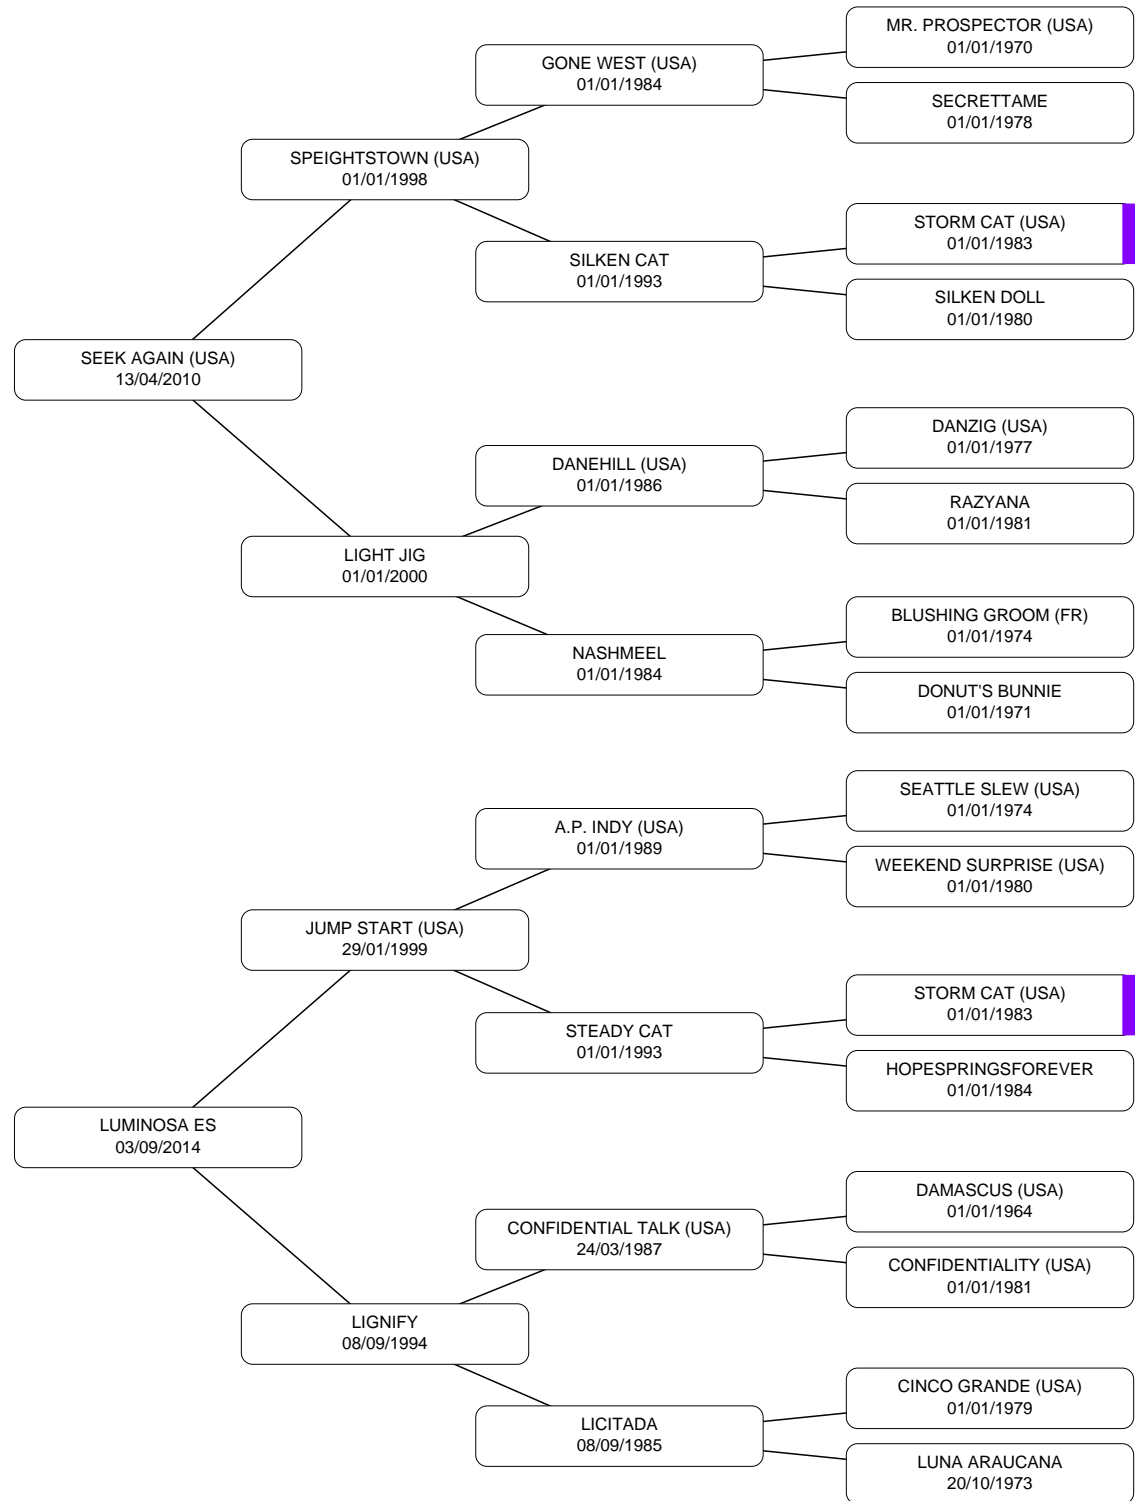 MR. PROSPECTOR (USA)
01/01/1970
GONE WEST (USA)
01/01/1984
SECRETTAME
01/01/1978
SPEIGHTSTOWN (USA)
01/01/1998
STORM CAT (USA)
01/01/1983
SILKEN CAT
01/01/1993
SILKEN DOLL
01/01/1980
SEEK AGAIN (USA)
13/04/2010
DANZIG (USA)
01/01/1977
DANEHILL (USA)
01/01/1986
RAZYANA
01/01/1981
LIGHT JIG
01/01/2000
BLUSHING GROOM (FR)
01/01/1974
NASHMEEL
01/01/1984
DONUT'S BUNNIE
01/01/1971
SEATTLE SLEW (USA)
01/01/1974
A.P. INDY (USA)
01/01/1989
WEEKEND SURPRISE (USA)
01/01/1980
JUMP START (USA)
29/01/1999
STORM CAT (USA)
01/01/1983
STEADY CAT
01/01/1993
HOPESPRINGSFOREVER
01/01/1984
LUMINOSA ES
03/09/2014
DAMASCUS (USA)
01/01/1964
CONFIDENTIAL TALK (USA)
24/03/1987
CONFIDENTIALITY (USA)
01/01/1981
LIGNIFY
08/09/1994
CINCO GRANDE (USA)
01/01/1979
LICITADA
08/09/1985
LUNA ARAUCANA
20/10/1973